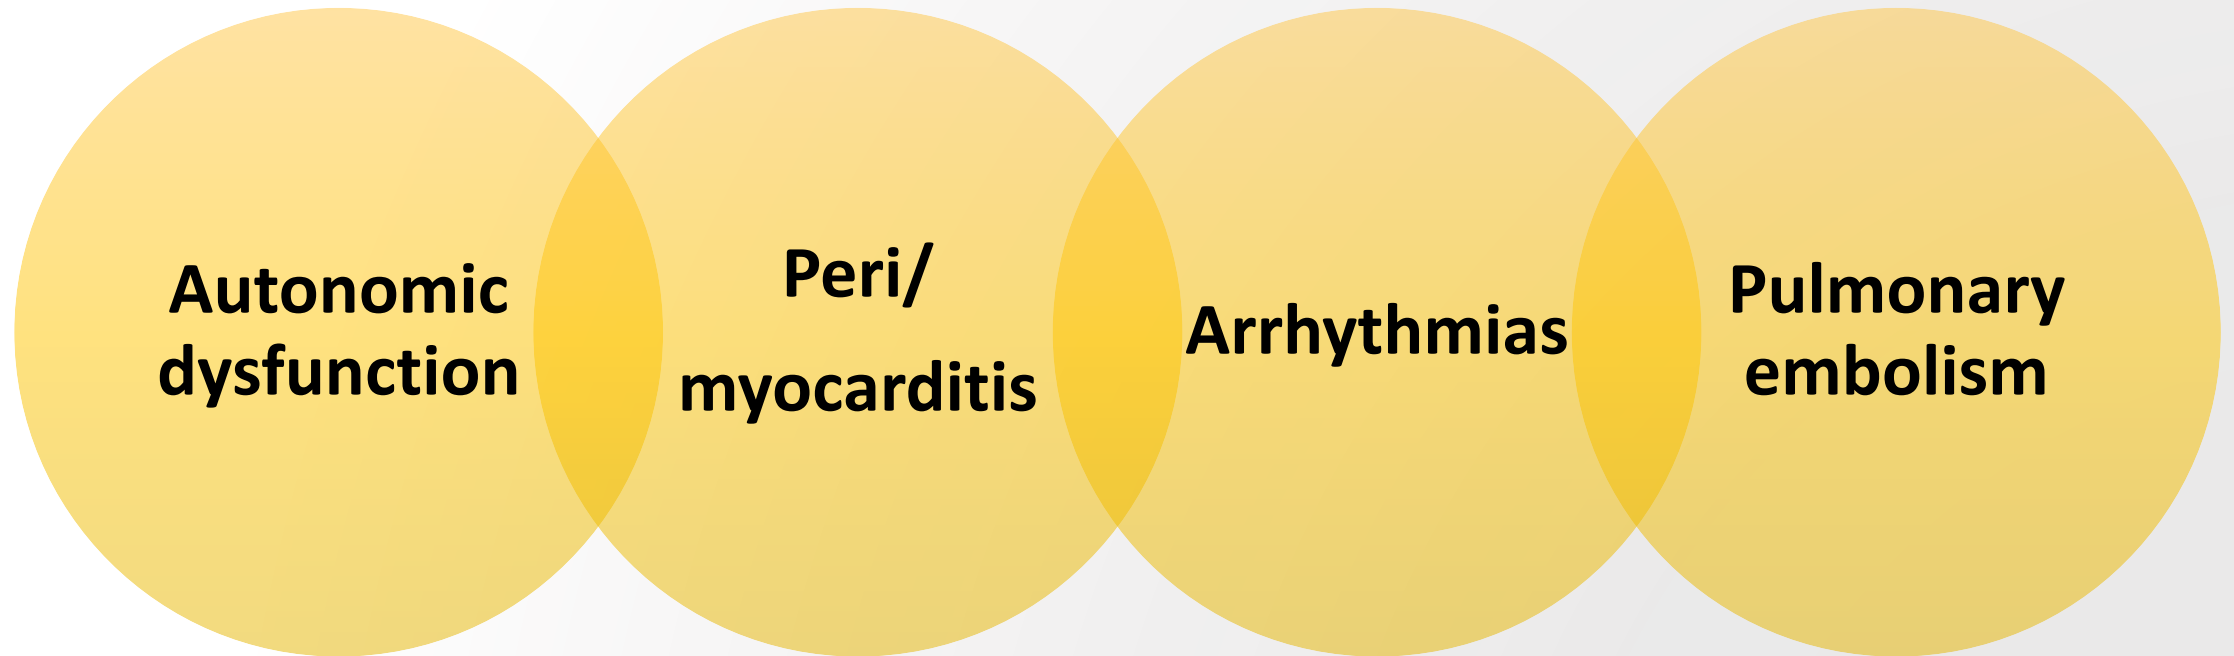 Autonomic
dysfunction
Peri/
myocarditis
Arrhythmias
Pulmonary
embolism